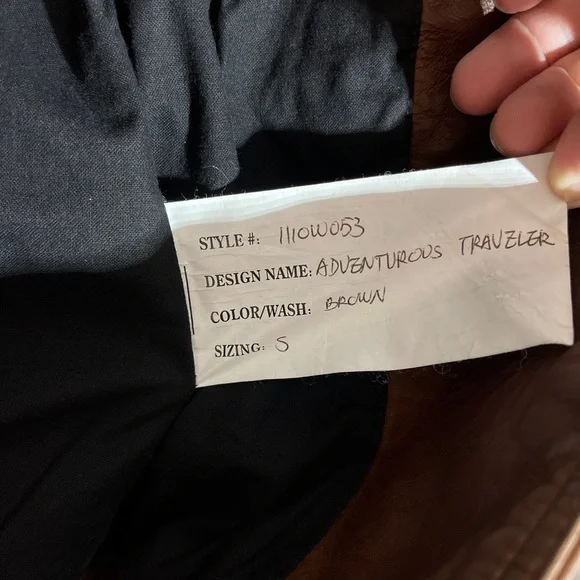 STYLE #: 1110W053
DESIGN NAME: ADVENTUROUS TRAVELER
COLOR/WASH: BROWN
SIZING: S